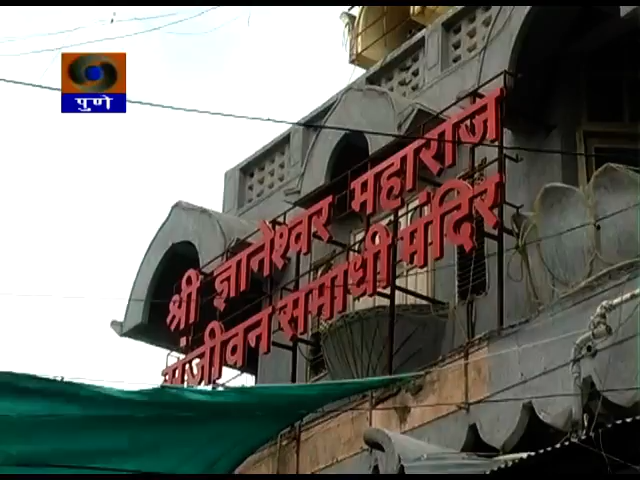 पुणे
श्री ज्ञानेश्वर महाराज
संजीवन समाधी मंदिर